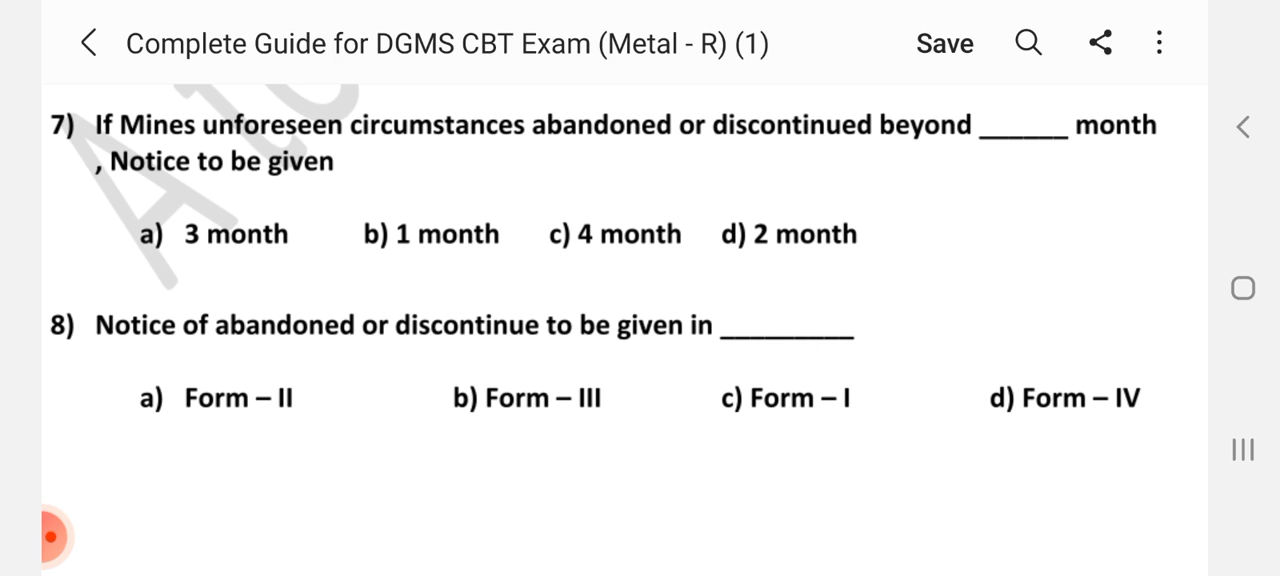 Complete Guide for DGMS CBT Exam (Metal - R) (1) Save
7) If Mines unforeseen circumstances abandoned or discontinued beyond ______ month
, Notice to be given
a) 3 month b) 1 month c) 4 month d) 2 month
8) Notice of abandoned or discontinue to be given in _________
a) Form – II b) Form – III c) Form – I d) Form – IV